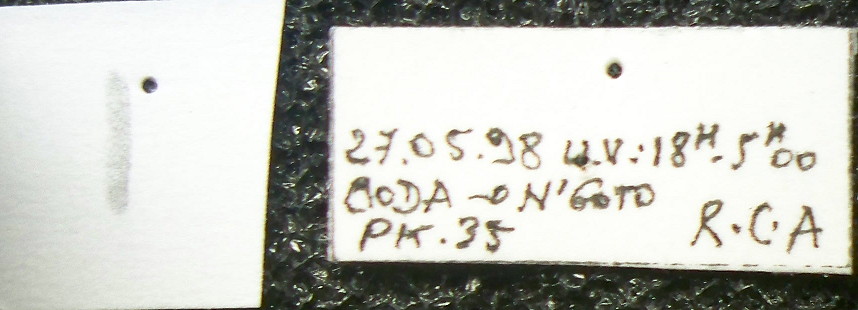 27.05.98 U.V.:18H-5H00
BODA → N'GOTO
PK.35 R.C.A